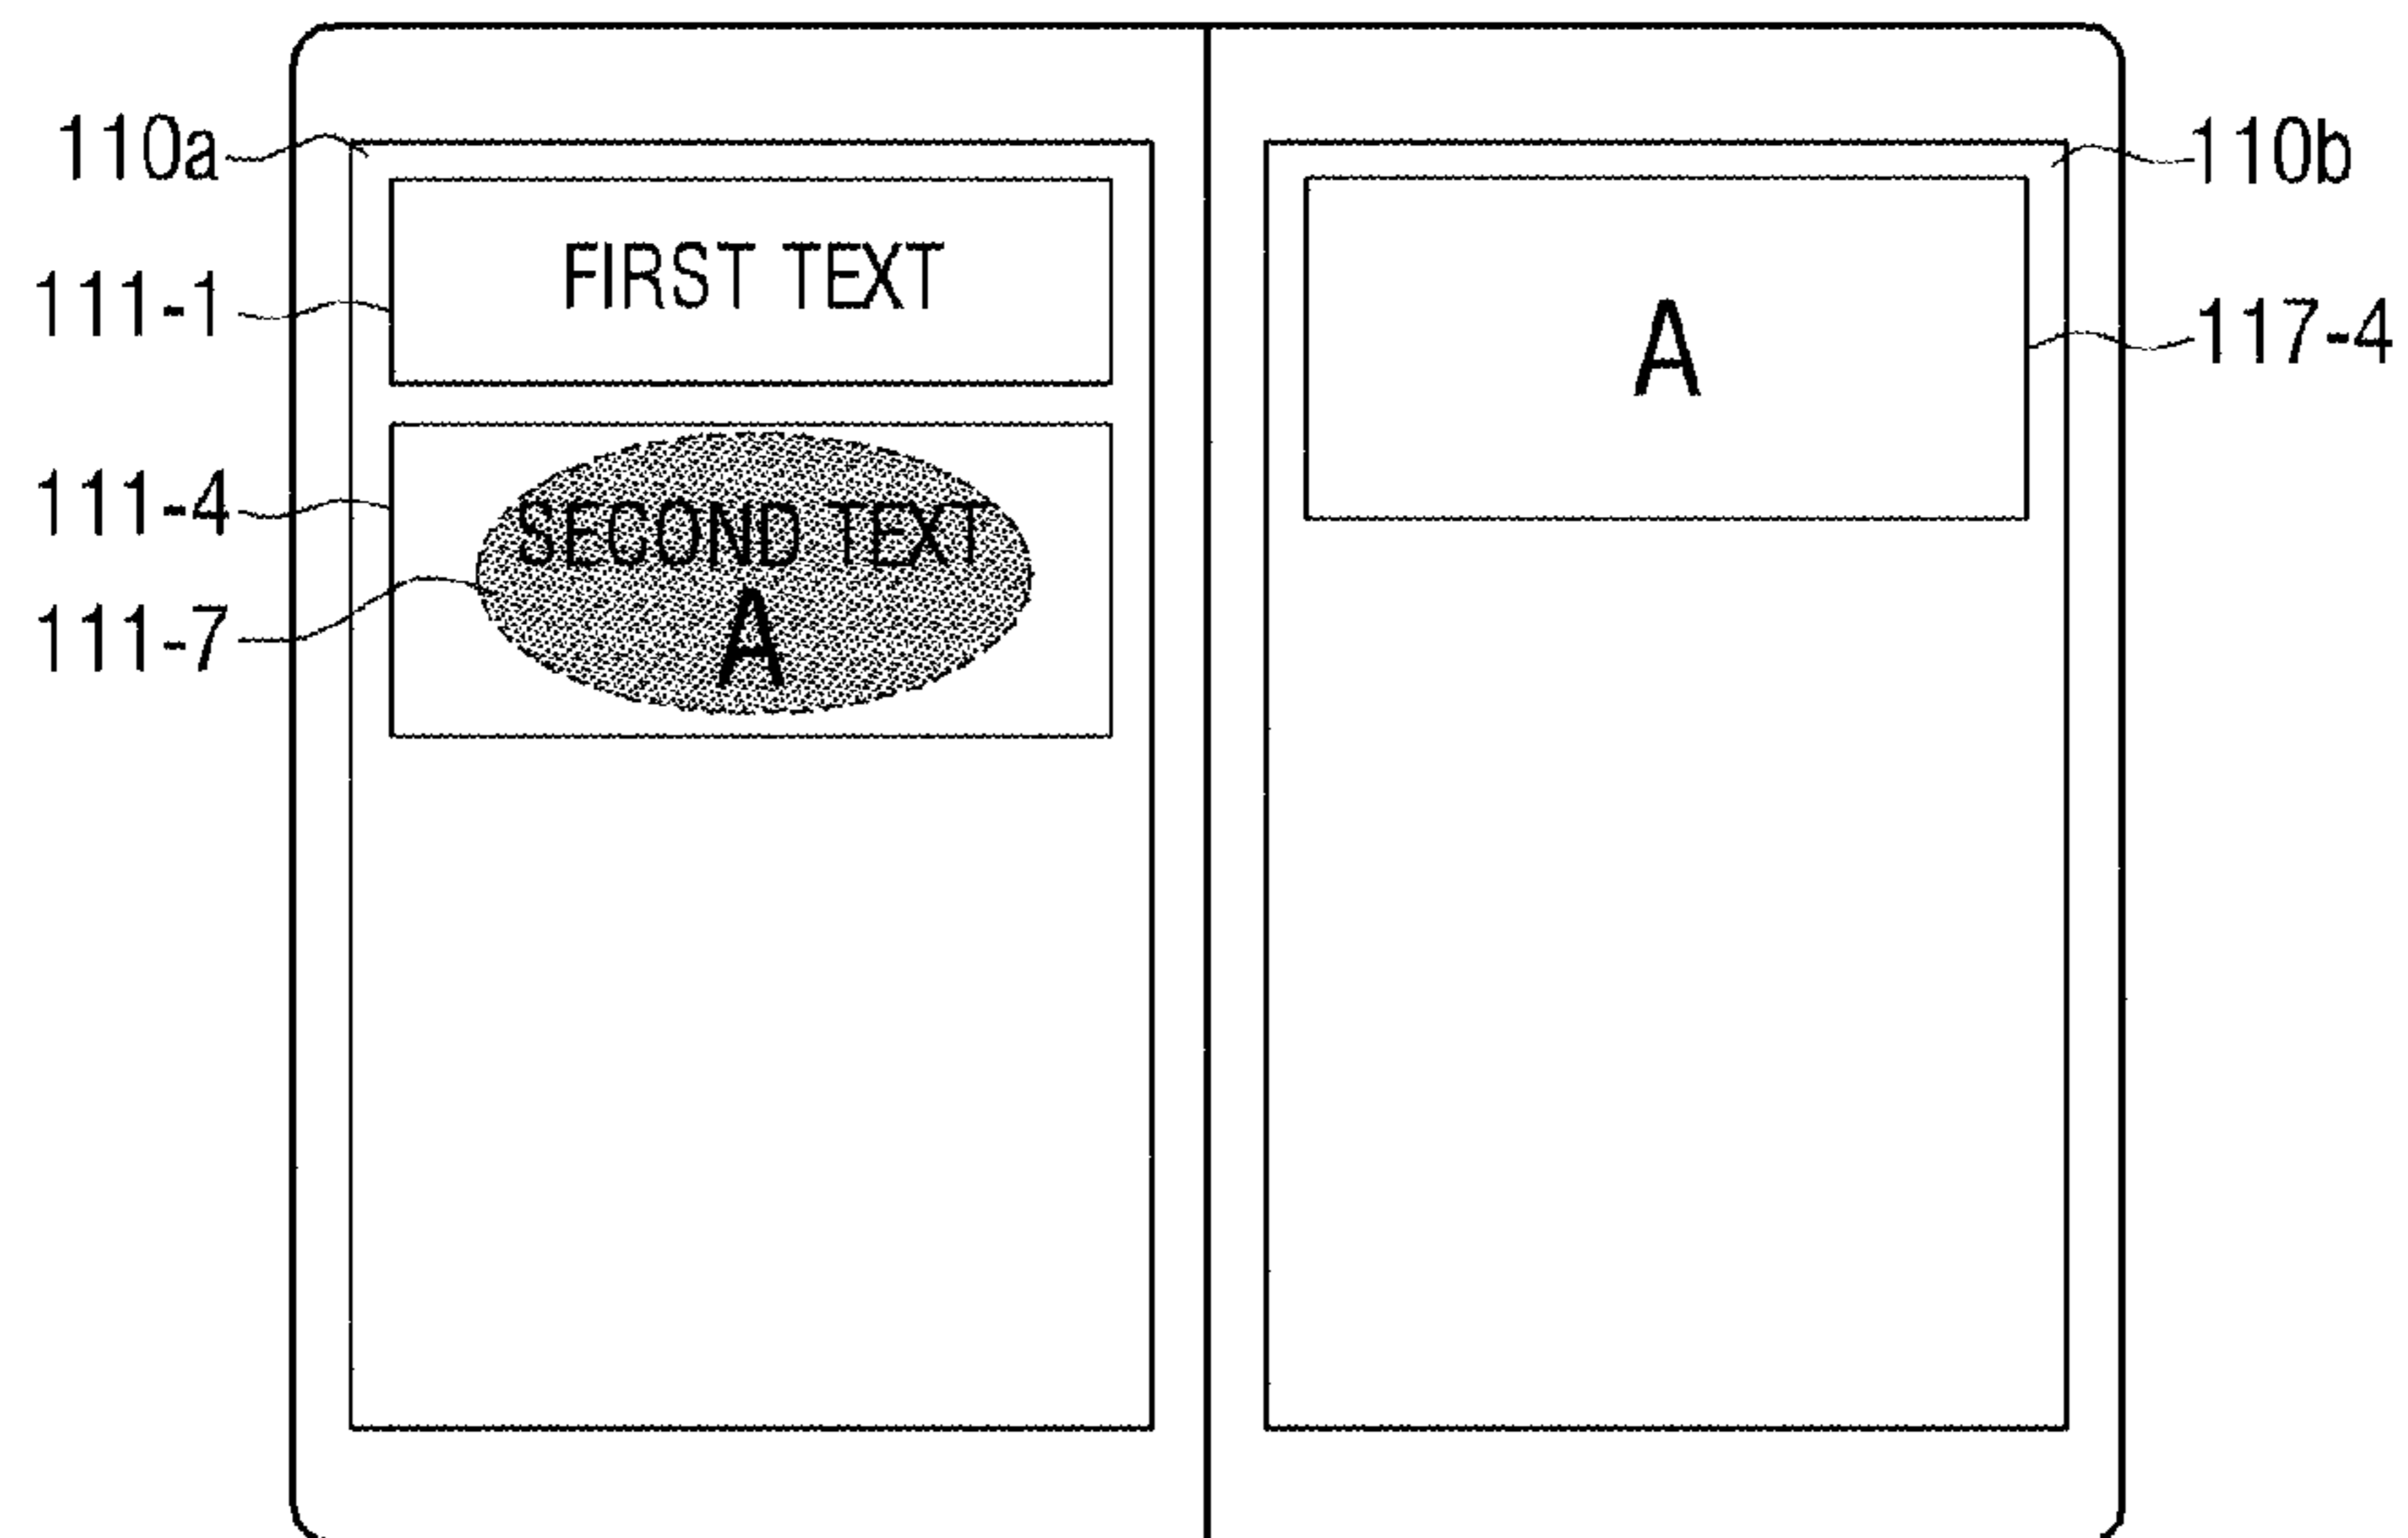 110a
110b
FIRST TEXT
111-1
A
117-4
111-4
SECOND TEXT
A
111-7